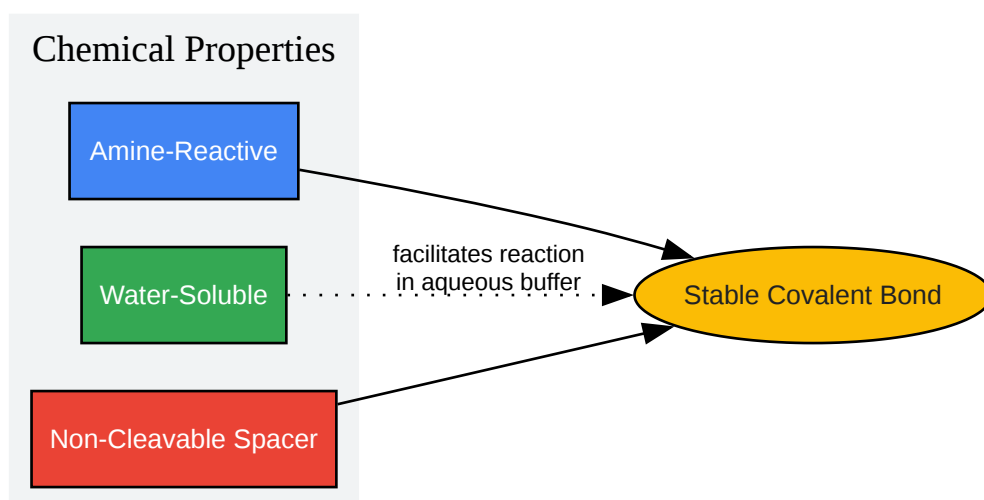 Chemical Properties
Amine-Reactive
facilitates reaction
in aqueous buffer
Water-Soluble
Stable Covalent Bond
Non-Cleavable Spacer